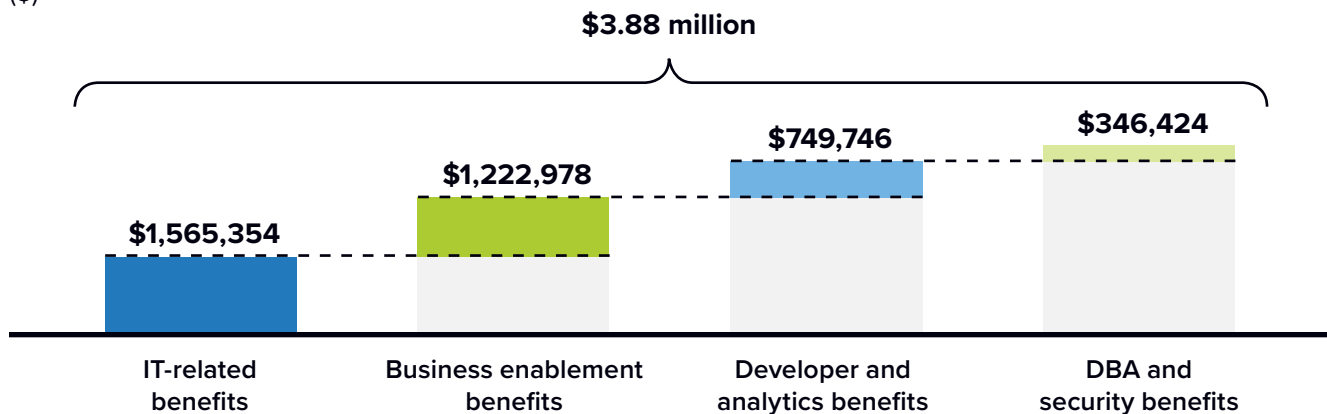 ($)
$3.88 million
$1,565,354
$1,222,978
$749,746
$346,424
IT-related
benefits
Business enablement
benefits
Developer and
analytics benefits
DBA and
security benefits